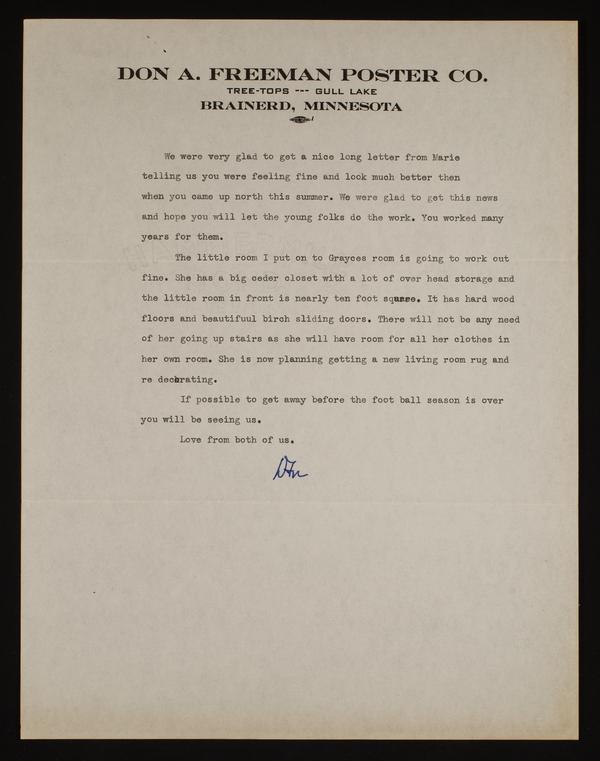 DON A. FREEMAN POSTER CO.
TREE-TOPS --- GULL LAKE
BRAINERD, MINNESOTA
We were very glad to get a nice long letter from Marie
telling us you were feeling fine and look much better then
when you came up north this summer. We were glad to get this news
and hope you will let the young folks do the work. You worked many
years for them.
The little room I put on to Grayces room is going to work out
fine. She has a big ceder closet with a lot of over head storage and
the little room in front is nearly ten foot square. It has hard wood
floors and beautifuul birch sliding doors. There will not be any need
of her going up stairs as she will have room for all her clothes in
her own room. She is now planning getting a new living room rug and
re decorating.
If possible to get away before the foot ball season is over
you will be seeing us.
Love from both of us.